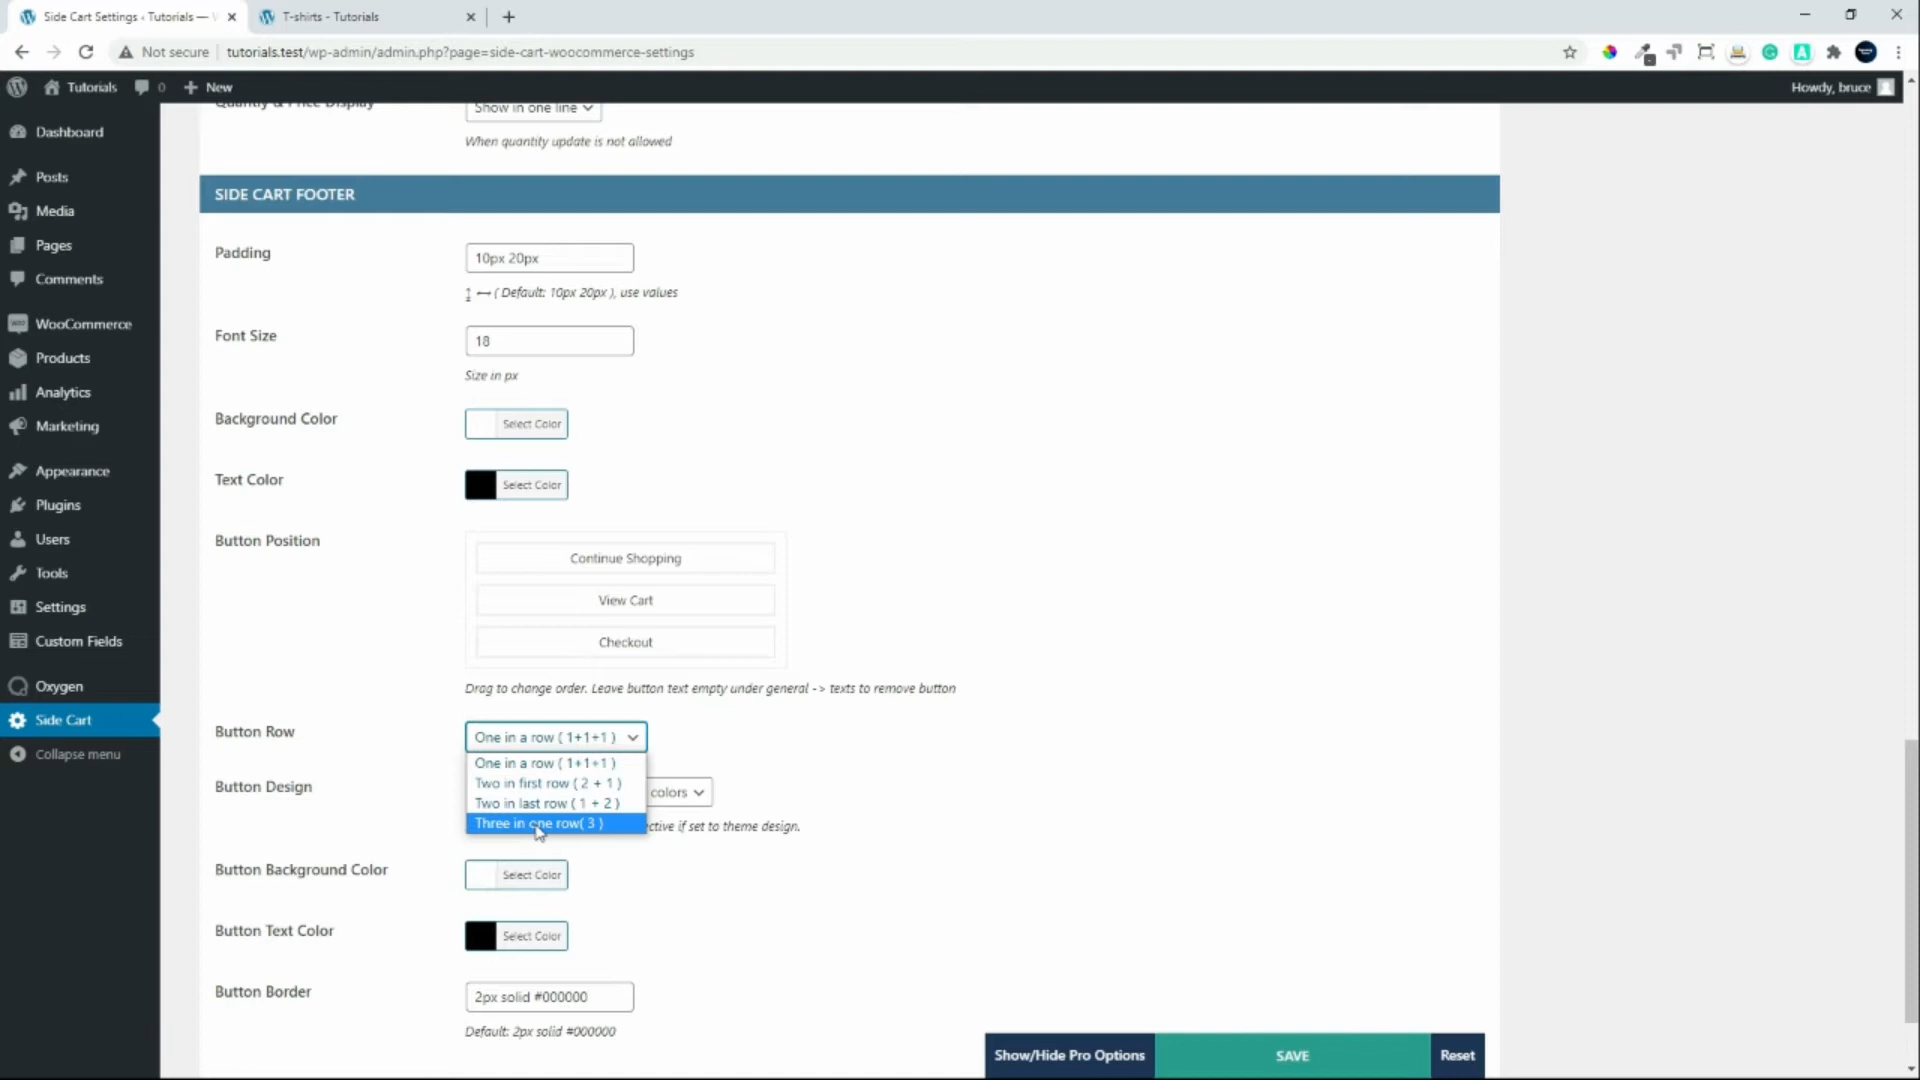 Side Cart Settings ‹ Tutorials —
T-shirts - Tutorials
Not secure
tutorials.test/wp-admin/admin.php?page=side-cart-woocommerce-settings
Tutorials
0
New
Howdy, bruce
Dashboard
Posts
Media
Pages
Comments
WooCommerce
Products
Analytics
Marketing
Appearance
Plugins
Users
Tools
Settings
Custom Fields
Oxygen
Side Cart
Collapse menu
Quantity & Price Display
Show in one line
When quantity update is not allowed
SIDE CART FOOTER
Padding
10px 20px
↕ ↔ ( Default: 10px 20px ), use values
Font Size
18
Size in px
Background Color
Select Color
Text Color
Select Color
Button Position
Continue Shopping
View Cart
Checkout
Drag to change order. Leave button text empty under general -> texts to remove button
Button Row
One in a row ( 1+1+1 )
One in a row ( 1+1+1 )
Two in first row ( 2 + 1 )
Two in last row ( 1 + 2 )
Three in one row( 3 )
Button Design
colors
ctive if set to theme design.
Button Background Color
Select Color
Button Text Color
Select Color
Button Border
2px solid #000000
Default: 2px solid #000000
Show/Hide Pro Options
SAVE
Reset